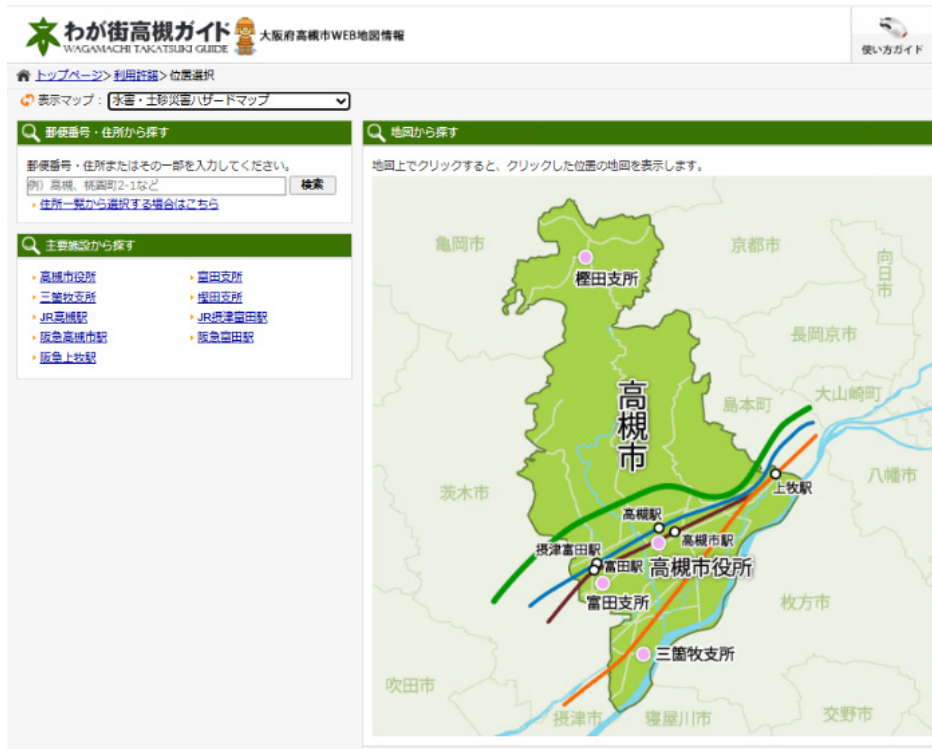 わが街高槻ガイド
WAGAMACHI TAKATSUKI GUIDE
大阪府高槻市WEB地図情報
使い方ガイド
トップページ> 利用許諾> 位置選択
表示マップ： 水害・土砂災害ハザードマップ
郵便番号・住所から探す
郵便番号・住所またはその一部を入力してください。
例）高槻、桃園町2-1など 検索
住所一覧から選択する場合はこちら
主要施設から探す
高槻市役所 富田支所
三箇牧支所 樫田支所
JR高槻駅 JR摂津富田駅
阪急高槻市駅 阪急富田駅
阪急上牧駅
地図から探す
地図上でクリックすると、クリックした位置の地図を表示します。
亀岡市
京都市
向日市
樫田支所
長岡京市
大山崎町
島本町
高槻市
八幡市
上牧駅
茨木市
高槻駅
高槻市駅
摂津富田駅
富田駅
高槻市役所
富田支所
枚方市
三箇牧支所
吹田市
摂津市
寝屋川市
交野市